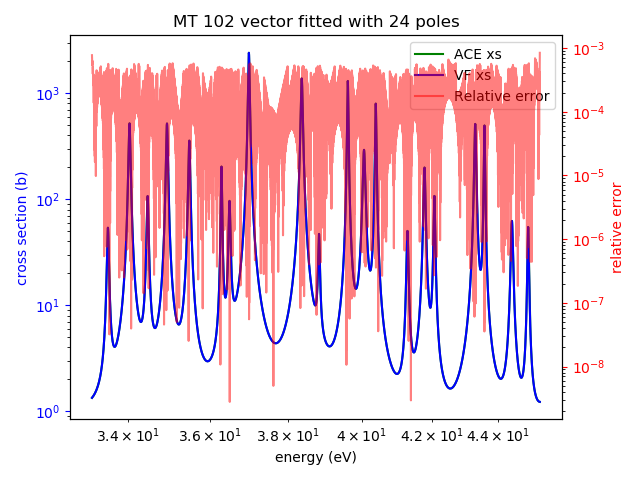 MT 102 vector fitted with 24 poles
ACE xs
VF xs
Relative error
cross section (b)
10³
10²
10¹
10⁰
relative error
10⁻³
10⁻⁴
10⁻⁵
10⁻⁶
10⁻⁷
10⁻⁸
3.4 × 10¹ 3.6 × 10¹ 3.8 × 10¹ 4 × 10¹ 4.2 × 10¹ 4.4 × 10¹
energy (eV)